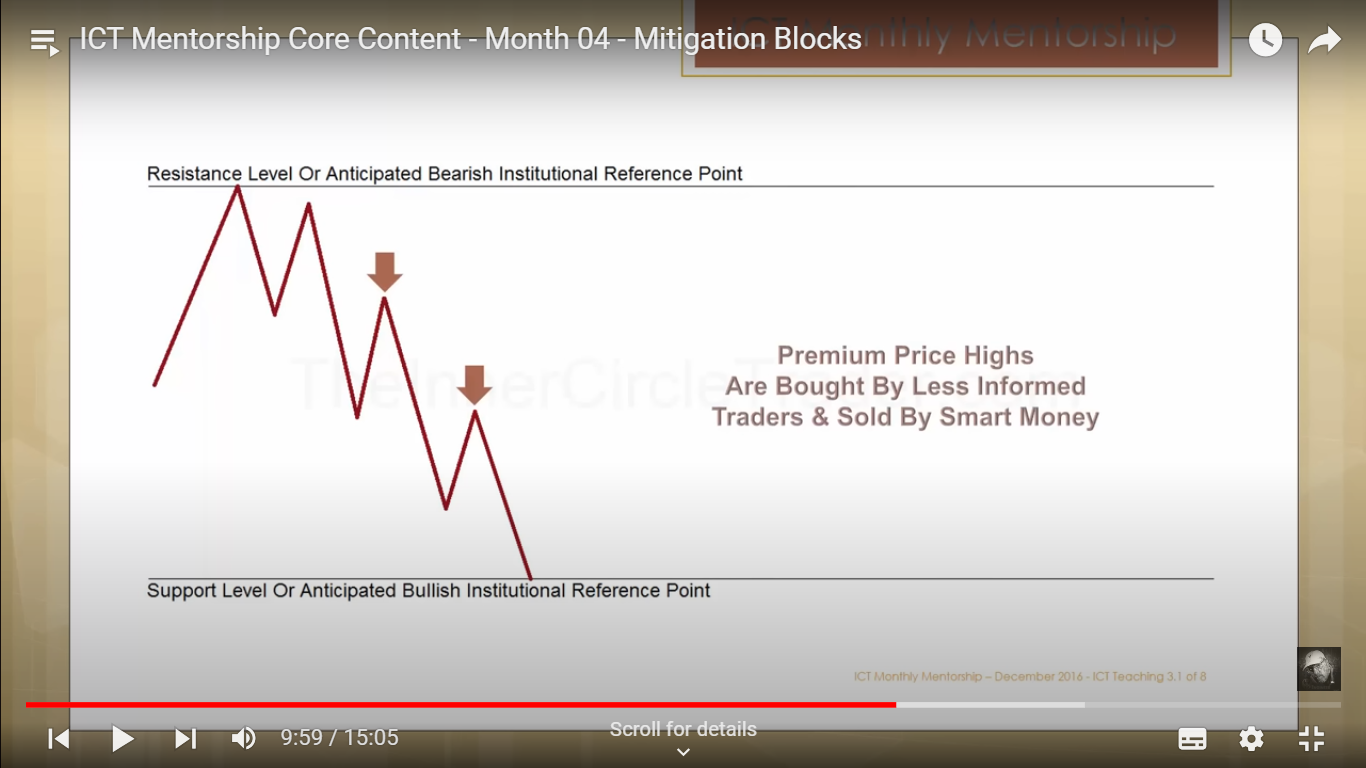 ICT Mentorship Core Content - Month 04 - Mitigation Blocks
ICT Monthly Mentorship
Resistance Level Or Anticipated Bearish Institutional Reference Point
TheInnerCircleTrader.com
Premium Price Highs
Are Bought By Less Informed
Traders & Sold By Smart Money
Support Level Or Anticipated Bullish Institutional Reference Point
ICT Monthly Mentorship – December 2016 - ICT Teaching 3.1 of 8
9:59 / 15:05
Scroll for details